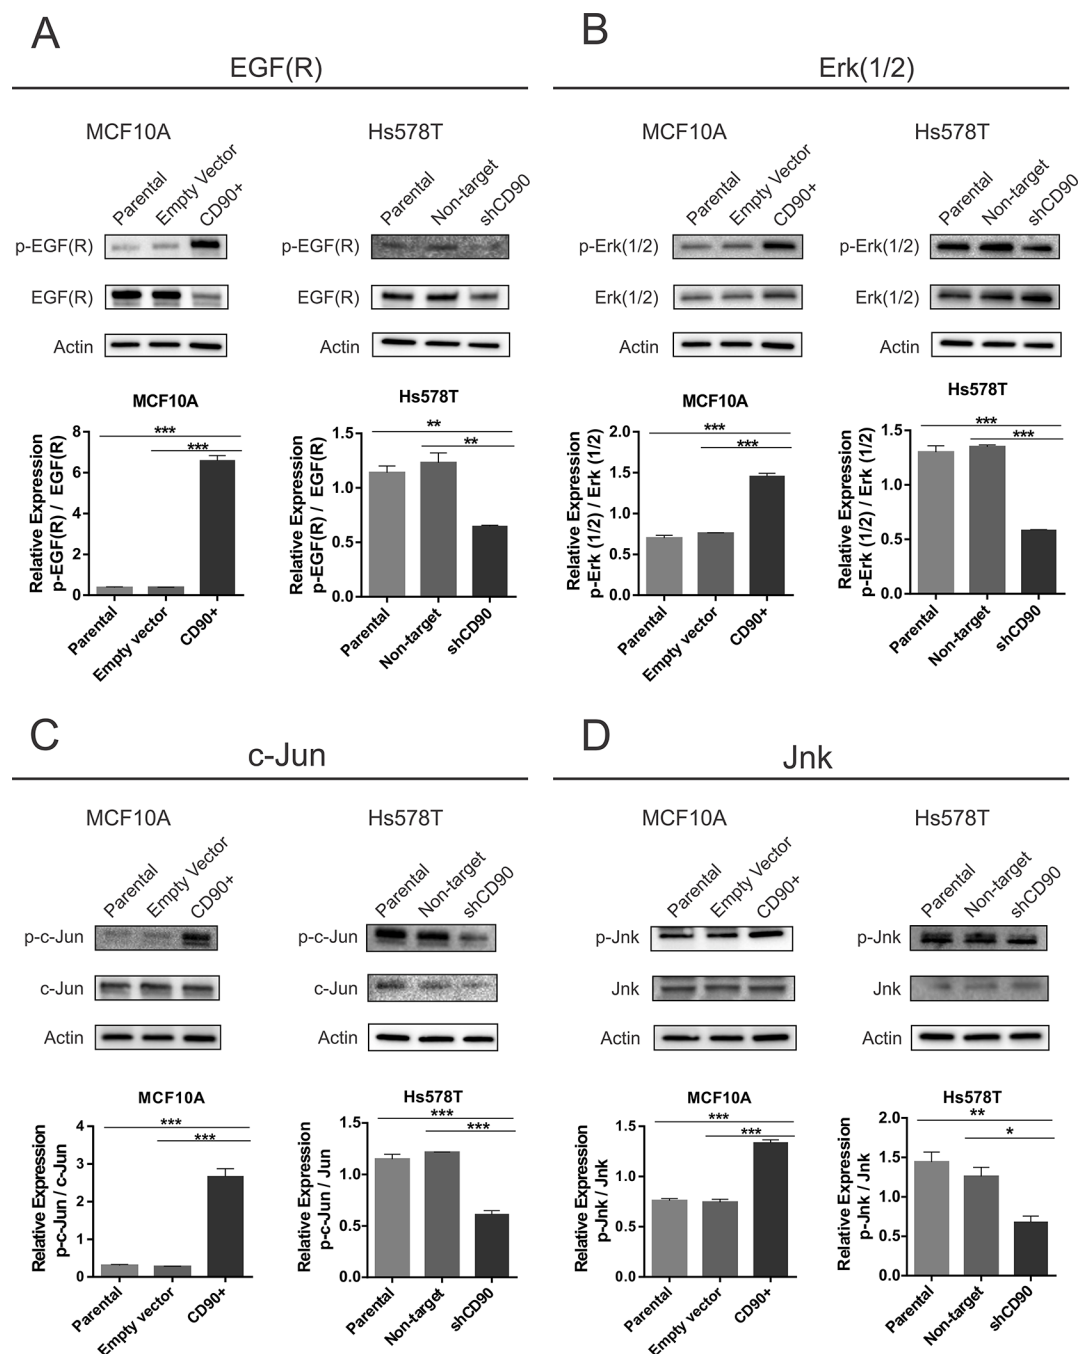 A
EGF(R)
MCF10A
Hs578T
Parental
Empty Vector
CD90+
Parental
Non-target
shCD90
p-EGF(R)
p-EGF(R)
EGF(R)
EGF(R)
Actin
Actin
MCF10A
Relative Expression
p-EGF(R) / EGF(R)
8
6
4
2
0
***
***
Parental
Empty vector
CD90+
Hs578T
Relative Expression
p-EGF(R) / EGF(R)
1.5
1.0
0.5
0.0
**
**
Parental
Non-target
shCD90
B
Erk(1/2)
MCF10A
Hs578T
Parental
Empty Vector
CD90+
Parental
Non-target
shCD90
p-Erk(1/2)
p-Erk(1/2)
Erk(1/2)
Erk(1/2)
Actin
Actin
MCF10A
Relative Expression
p-Erk (1/2) / Erk (1/2)
2.0
1.5
1.0
0.5
0.0
***
***
Parental
Empty vector
CD90+
Hs578T
Relative Expression
p-Erk (1/2) / Erk (1/2)
1.5
1.0
0.5
0.0
***
***
Parental
Non-target
shCD90
C
c-Jun
MCF10A
Hs578T
Parental
Empty Vector
CD90+
Parental
Non-target
shCD90
p-c-Jun
p-c-Jun
c-Jun
c-Jun
Actin
Actin
MCF10A
Relative Expression
p-c-Jun / c-Jun
4
3
2
1
0
***
***
Parental
Empty vector
CD90+
Hs578T
Relative Expression
p-c-Jun / Jun
1.5
1.0
0.5
0.0
***
***
Parental
Non-target
shCD90
D
Jnk
MCF10A
Hs578T
Parental
Empty Vector
CD90+
Parental
Non-target
shCD90
p-Jnk
p-Jnk
Jnk
Jnk
Actin
Actin
MCF10A
Relative Expression
p-Jnk / Jnk
1.5
1.0
0.5
0.0
***
***
Parental
Empty vector
CD90+
Hs578T
Relative Expression
p-Jnk / Jnk
2.0
1.5
1.0
0.5
0.0
**
*
Parental
Non-target
shCD90